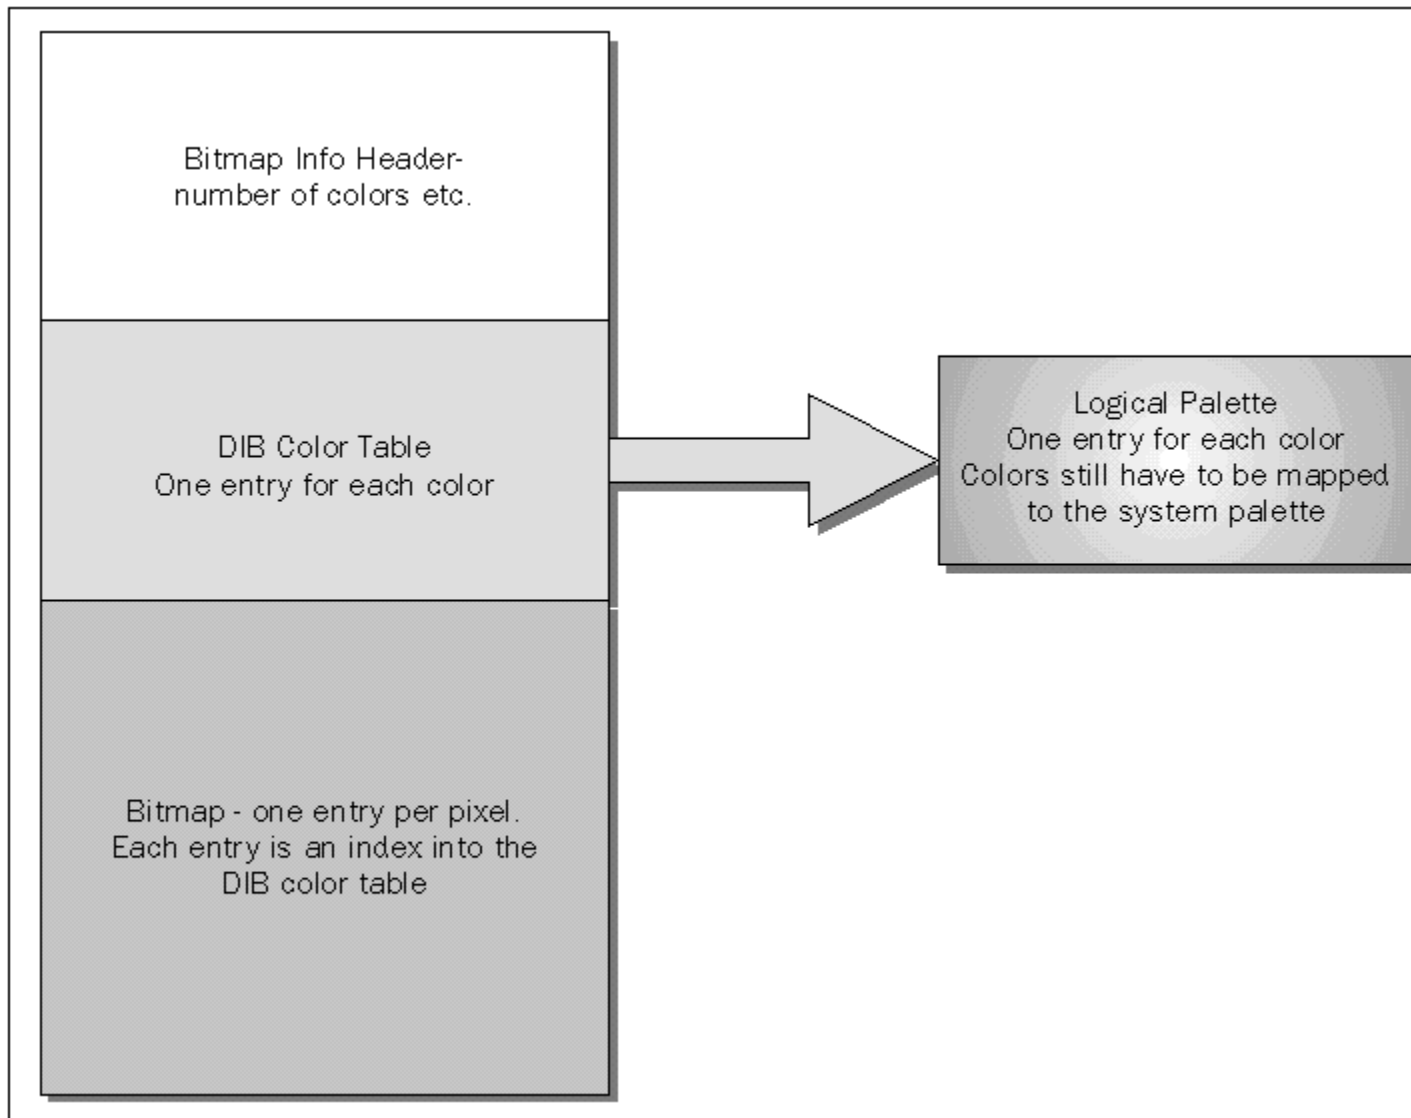 Bitmap Info Header-
number of colors etc.
DIB Color Table
One entry for each color
Logical Palette
One entry for each color
Colors still have to be mapped
to the system palette
Bitmap - one entry per pixel.
Each entry is an index into the
DIB color table